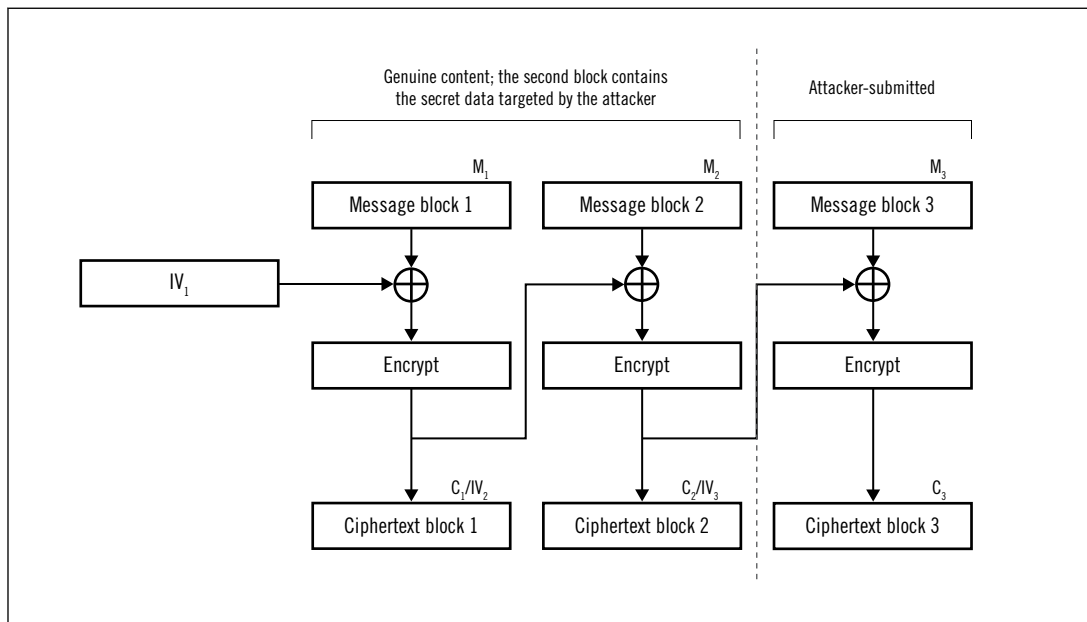 Genuine content; the second block contains
the secret data targeted by the attacker
Attacker-submitted
M₁
M₂
M₃
Message block 1
Message block 2
Message block 3
IV₁
Encrypt
Encrypt
Encrypt
C₁/IV₂
C₂/IV₃
C₃
Ciphertext block 1
Ciphertext block 2
Ciphertext block 3